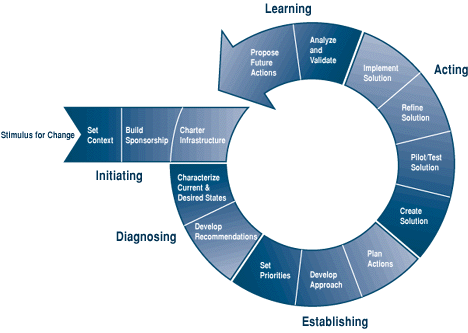 Learning
Analyze
and
Validate
Propose
Future
Actions
Implement
Solution
Acting
Refine
Solution
Stimulus for Change
Set
Context
Build
Sponsorship
Charter
Infrastructure
Pilot/Test
Solution
Initiating
Characterize
Current &
Desired States
Create
Solution
Diagnosing
Develop
Recommendations
Set
Priorities
Develop
Approach
Plan
Actions
Establishing